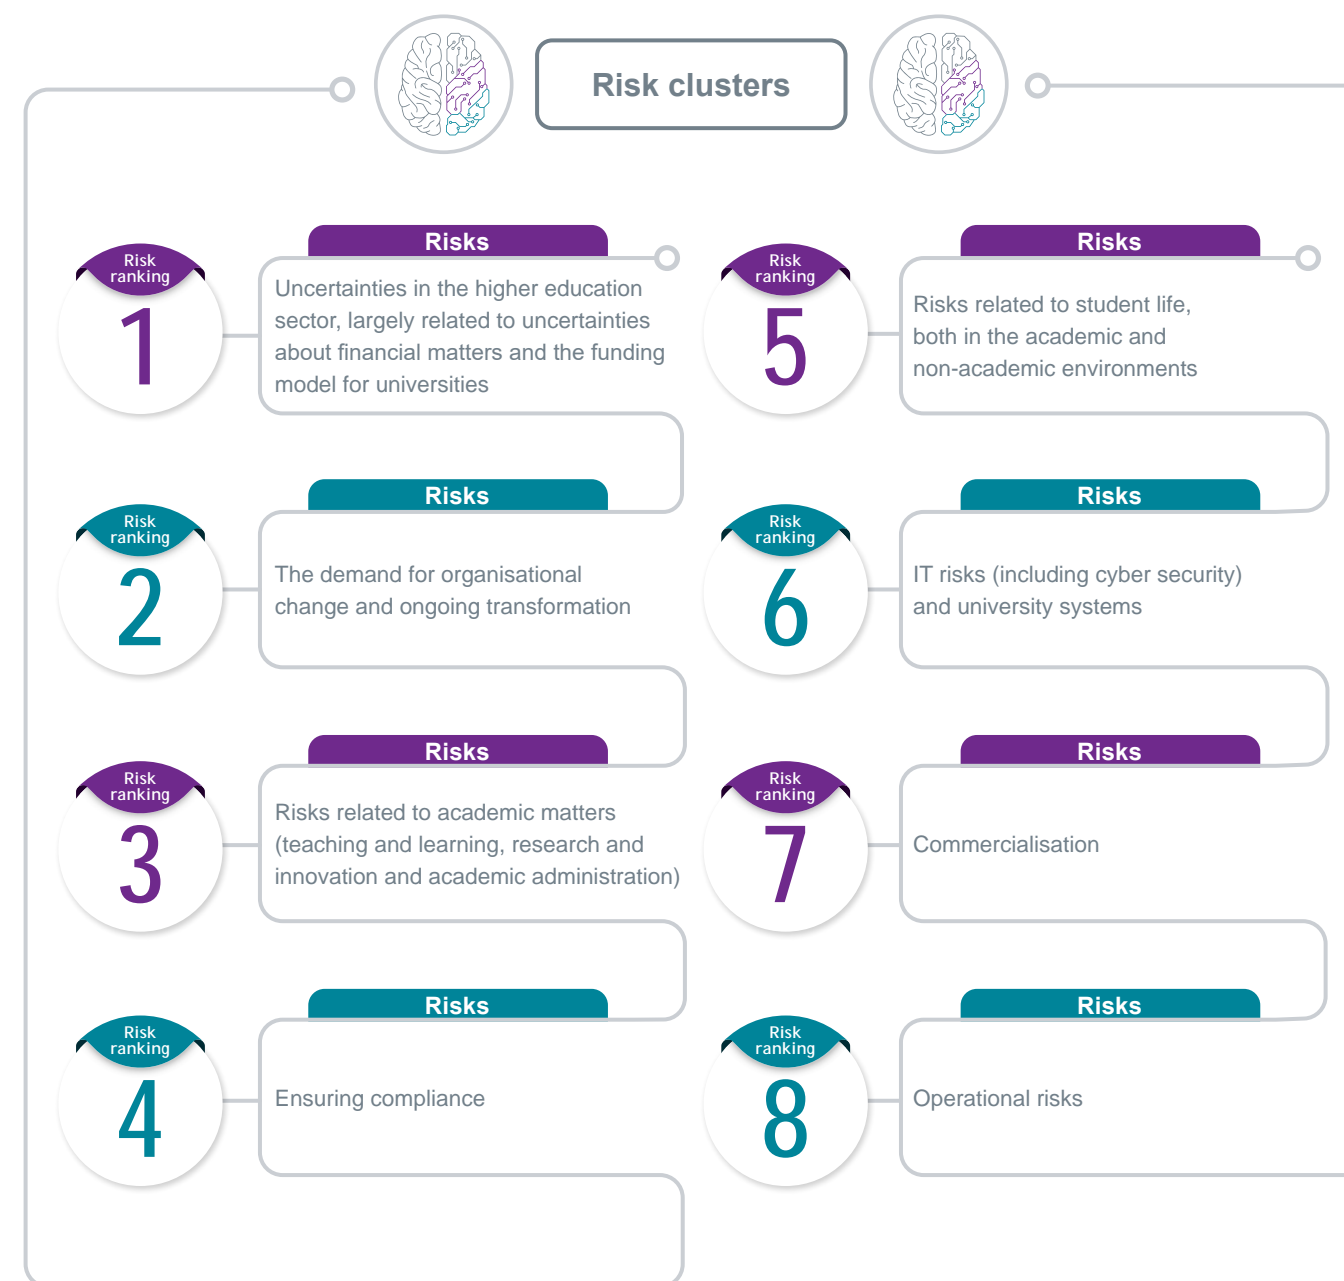 Risk clusters
Risk
ranking
1
Risks
Uncertainties in the higher education
sector, largely related to uncertainties
about financial matters and the funding
model for universities
Risk
ranking
2
Risks
The demand for organisational
change and ongoing transformation
Risk
ranking
3
Risks
Risks related to academic matters
(teaching and learning, research and
innovation and academic administration)
Risk
ranking
4
Risks
Ensuring compliance
Risk
ranking
5
Risks
Risks related to student life,
both in the academic and
non-academic environments
Risk
ranking
6
Risks
IT risks (including cyber security)
and university systems
Risk
ranking
7
Risks
Commercialisation
Risk
ranking
8
Risks
Operational risks